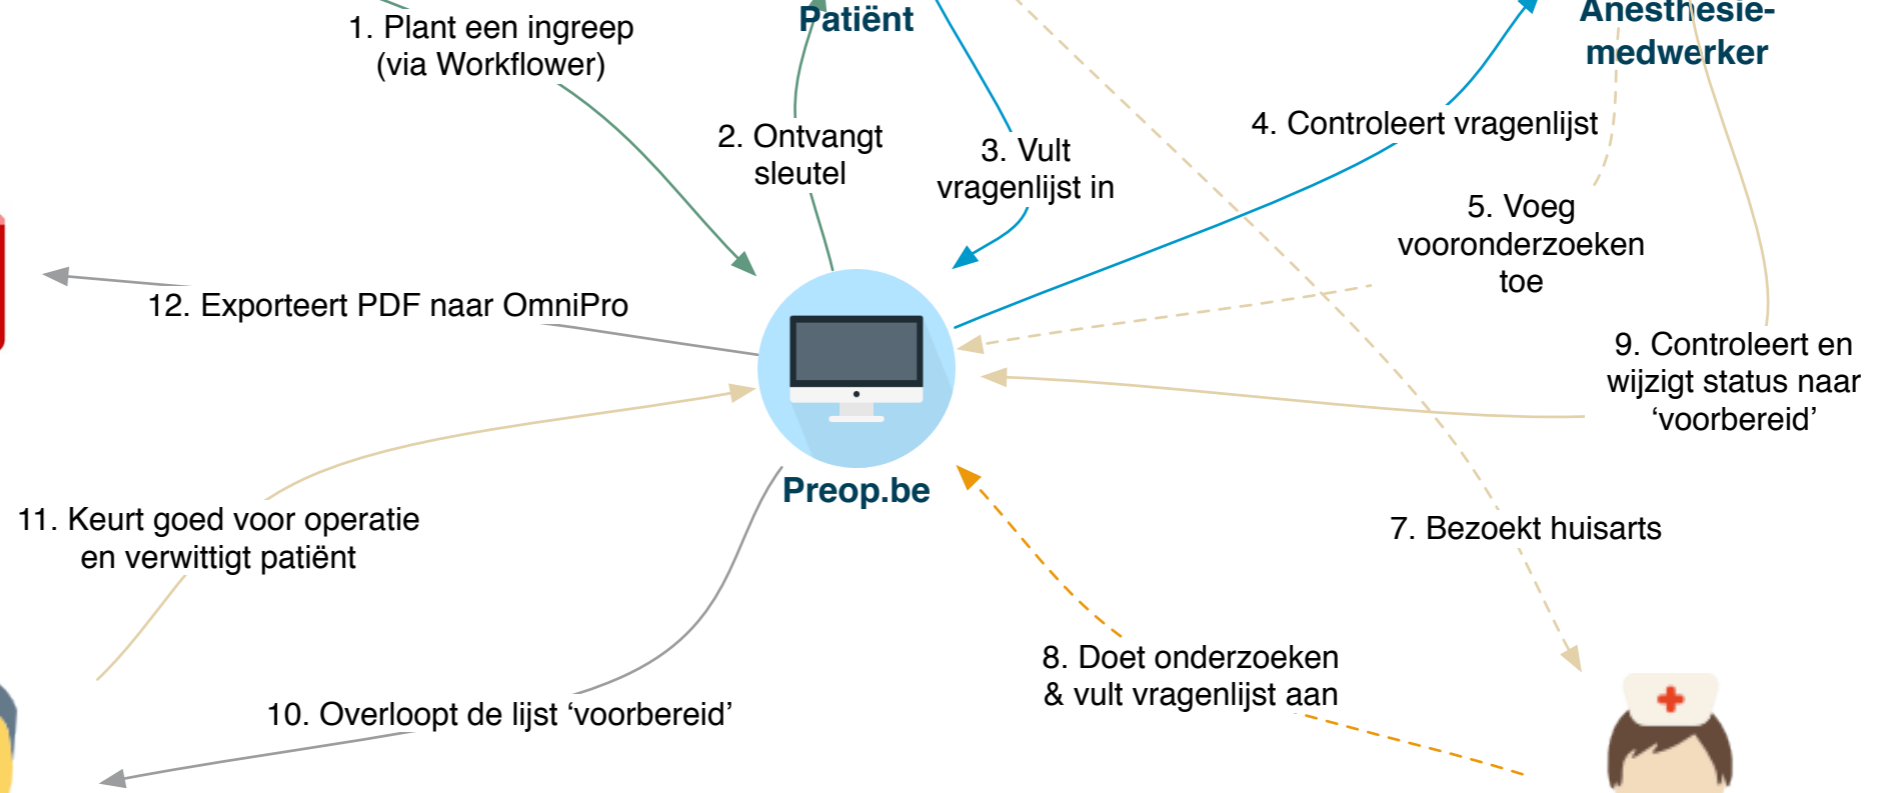 1. Plant een ingreep
(via Workflower)
Patiënt
Anesthesie-
medwerker
2. Ontvangt
sleutel
3. Vult
vragenlijst in
4. Controleert vragenlijst
5. Voeg
vooronderzoeken
toe
12. Exporteert PDF naar OmniPro
9. Controleert en
wijzigt status naar
‘voorbereid’
Preop.be
11. Keurt goed voor operatie
en verwittigt patiënt
7. Bezoekt huisarts
8. Doet onderzoeken
& vult vragenlijst aan
10. Overloopt de lijst ‘voorbereid’